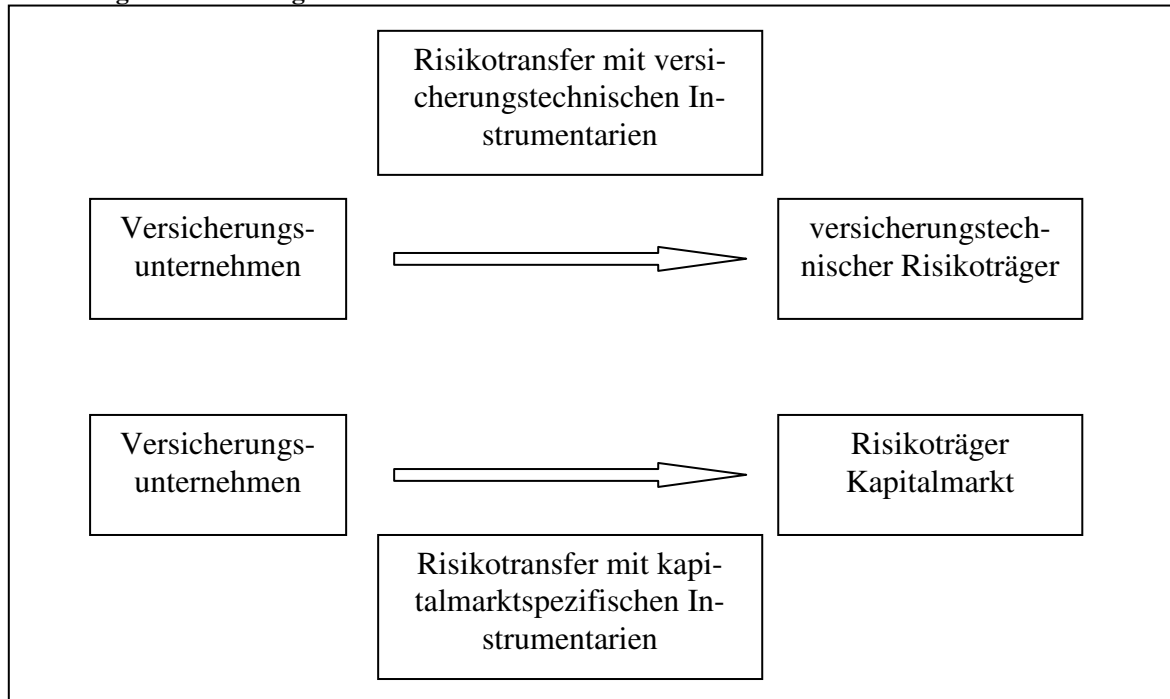 Risikotransfer mit versi-
cherungstechnischen In-
strumentarien
Versicherungs-
unternehmen
versicherungstech-
nischer Risikoträger
Versicherungs-
unternehmen
Risikoträger
Kapitalmarkt
Risikotransfer mit kapi-
talmarktspezifischen In-
strumentarien